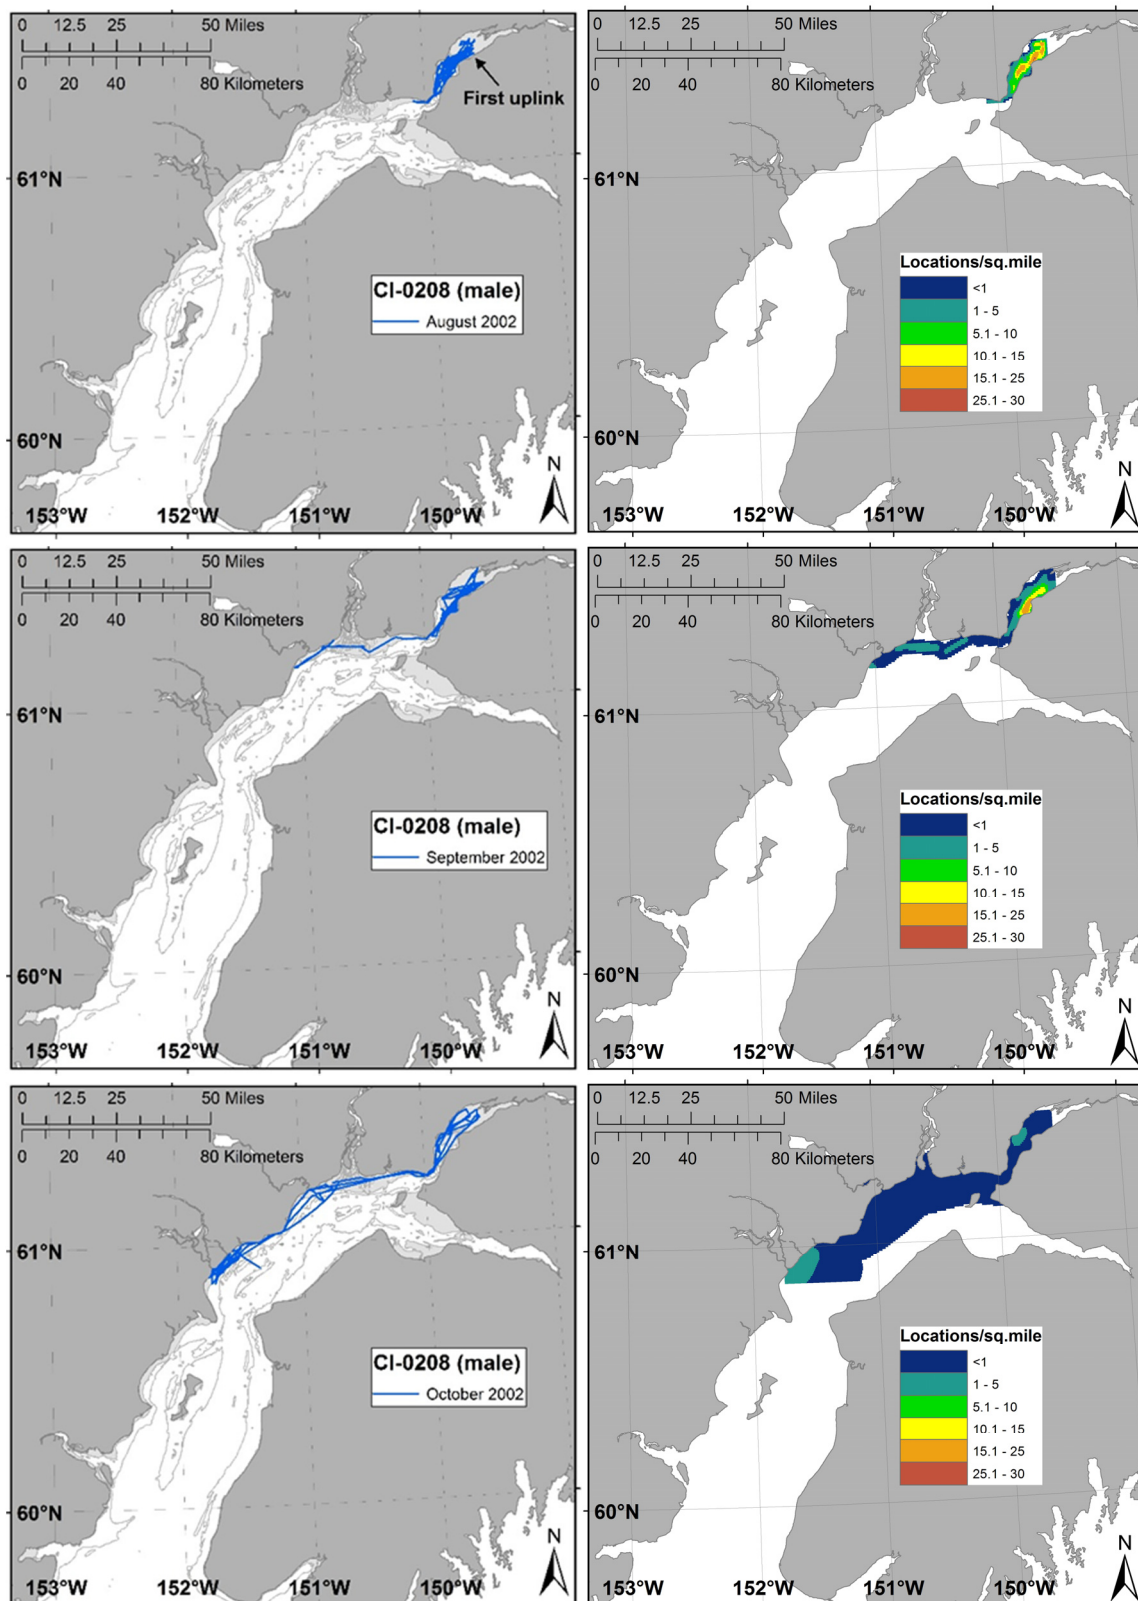 0 12.5 25 50 Miles
0 20 40 80 Kilometers
First uplink
61°N
CI-0208 (male)
August 2002
60°N
N
153°W 152°W 151°W 150°W
0 12.5 25 50 Miles
0 20 40 80 Kilometers
61°N
Locations/sq.mile
<1
1 - 5
5.1 - 10
10.1 - 15
15.1 - 25
25.1 - 30
60°N
N
153°W 152°W 151°W 150°W
0 12.5 25 50 Miles
0 20 40 80 Kilometers
61°N
CI-0208 (male)
September 2002
60°N
N
153°W 152°W 151°W 150°W
0 12.5 25 50 Miles
0 20 40 80 Kilometers
61°N
Locations/sq.mile
<1
1 - 5
5.1 - 10
10.1 - 15
15.1 - 25
25.1 - 30
60°N
N
153°W 152°W 151°W 150°W
0 12.5 25 50 Miles
0 20 40 80 Kilometers
61°N
CI-0208 (male)
October 2002
60°N
N
153°W 152°W 151°W 150°W
0 12.5 25 50 Miles
0 20 40 80 Kilometers
61°N
Locations/sq.mile
<1
1 - 5
5.1 - 10
10.1 - 15
15.1 - 25
25.1 - 30
60°N
N
153°W 152°W 151°W 150°W